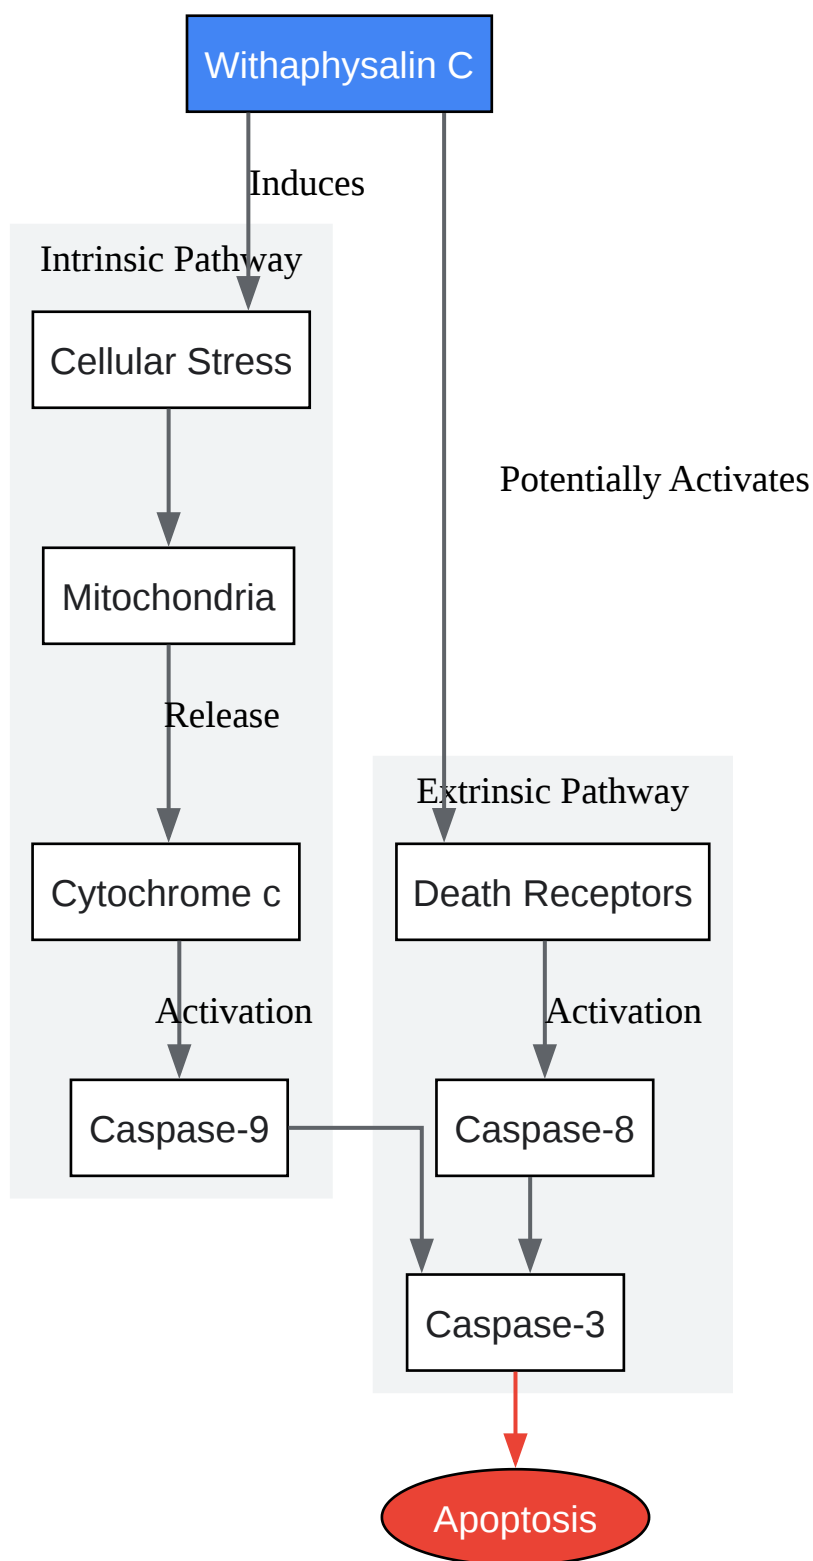 Withaphysalin C
Induces
Intrinsic Pathway
Cellular Stress
Potentially Activates
Mitochondria
Release
Extrinsic Pathway
Cytochrome c
Death Receptors
Activation
Activation
Caspase-9
Caspase-8
Caspase-3
Apoptosis